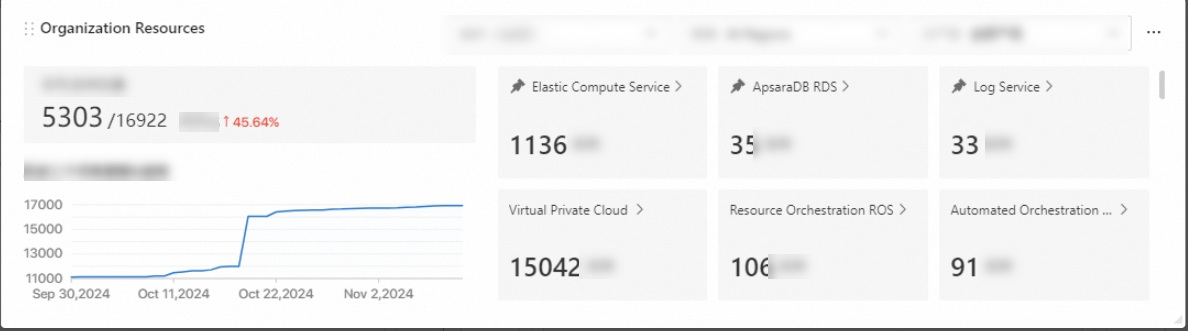 Organization Resources
...
5303 /16922 ↑45.64%
Elastic Compute Service >
1136
ApsaraDB RDS >
35
Log Service >
33
Virtual Private Cloud >
15042
Resource Orchestration ROS >
106
Automated Orchestration ... >
91
17000
15000
13000
11000
Sep 30,2024
Oct 11,2024
Oct 22,2024
Nov 2,2024